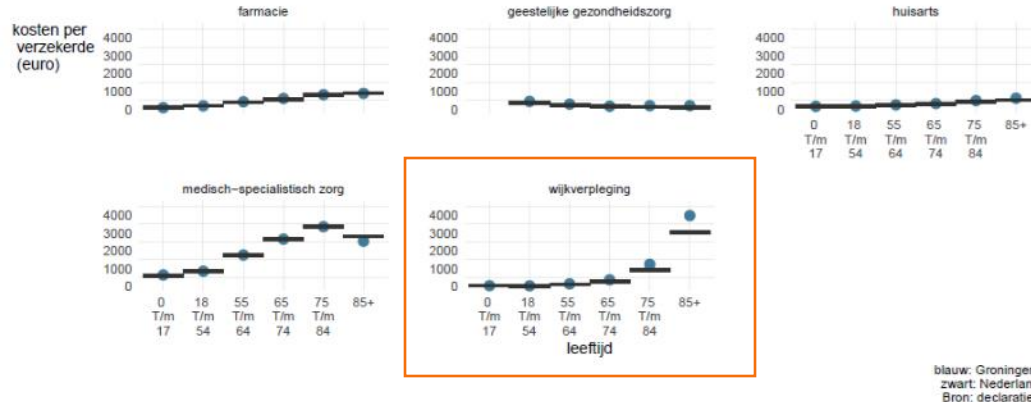 farmacie
geestelijke gezondheidszorg
huisarts
kosten per
verzekerde
(euro)
4000
3000
2000
1000
0
4000
3000
2000
1000
0
4000
3000
2000
1000
0
0 18 55 65 75 85+
T/m T/m T/m T/m T/m
17 54 64 74 84
medisch-specialistisch zorg
wijkverpleging
4000
3000
2000
1000
0
4000
3000
2000
1000
0
0 18 55 65 75 85+
T/m T/m T/m T/m T/m
17 54 64 74 84
0 18 55 65 75 85+
T/m T/m T/m T/m T/m
17 54 64 74 84
leeftijd
blauw: Groningen
zwart: Nederlan
Bron: declaratie